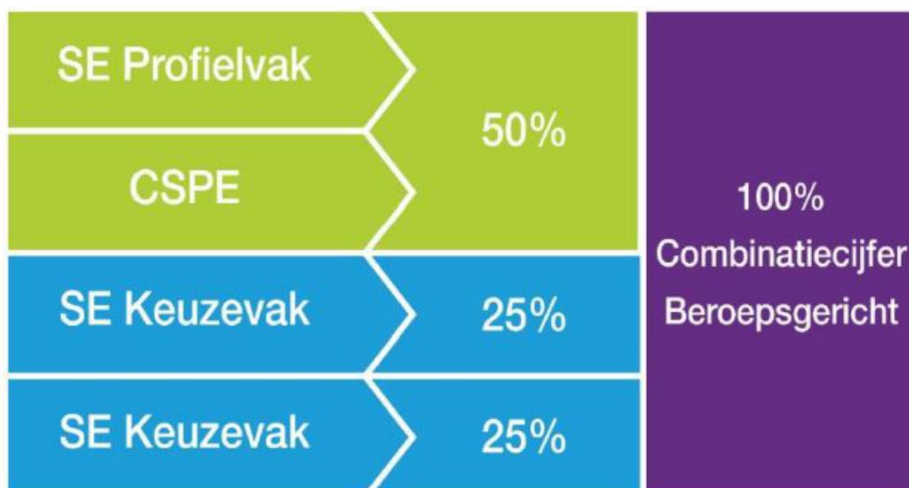 SE Profielvak
50%
CSPE
100%
Combinatiecijfer
Beroepsgericht
SE Keuzevak
25%
SE Keuzevak
25%